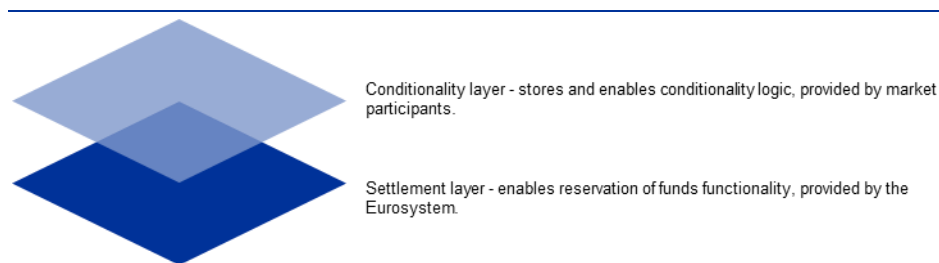 Conditionality layer - stores and enables conditionality logic, provided by market
participants.
Settlement layer - enables reservation of funds functionality, provided by the
Eurosystem.